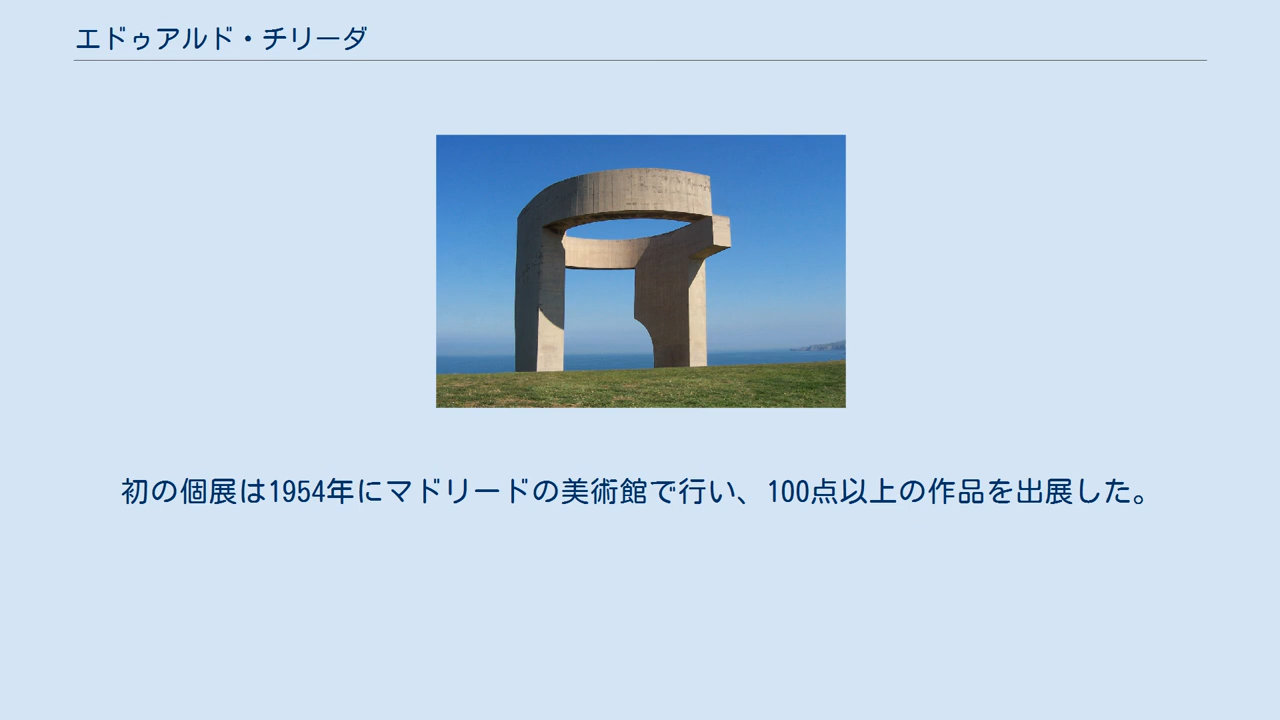 エドゥアルド・チリーダ
初の個展は1954年にマドリードの美術館で行い、100点以上の作品を出展した。